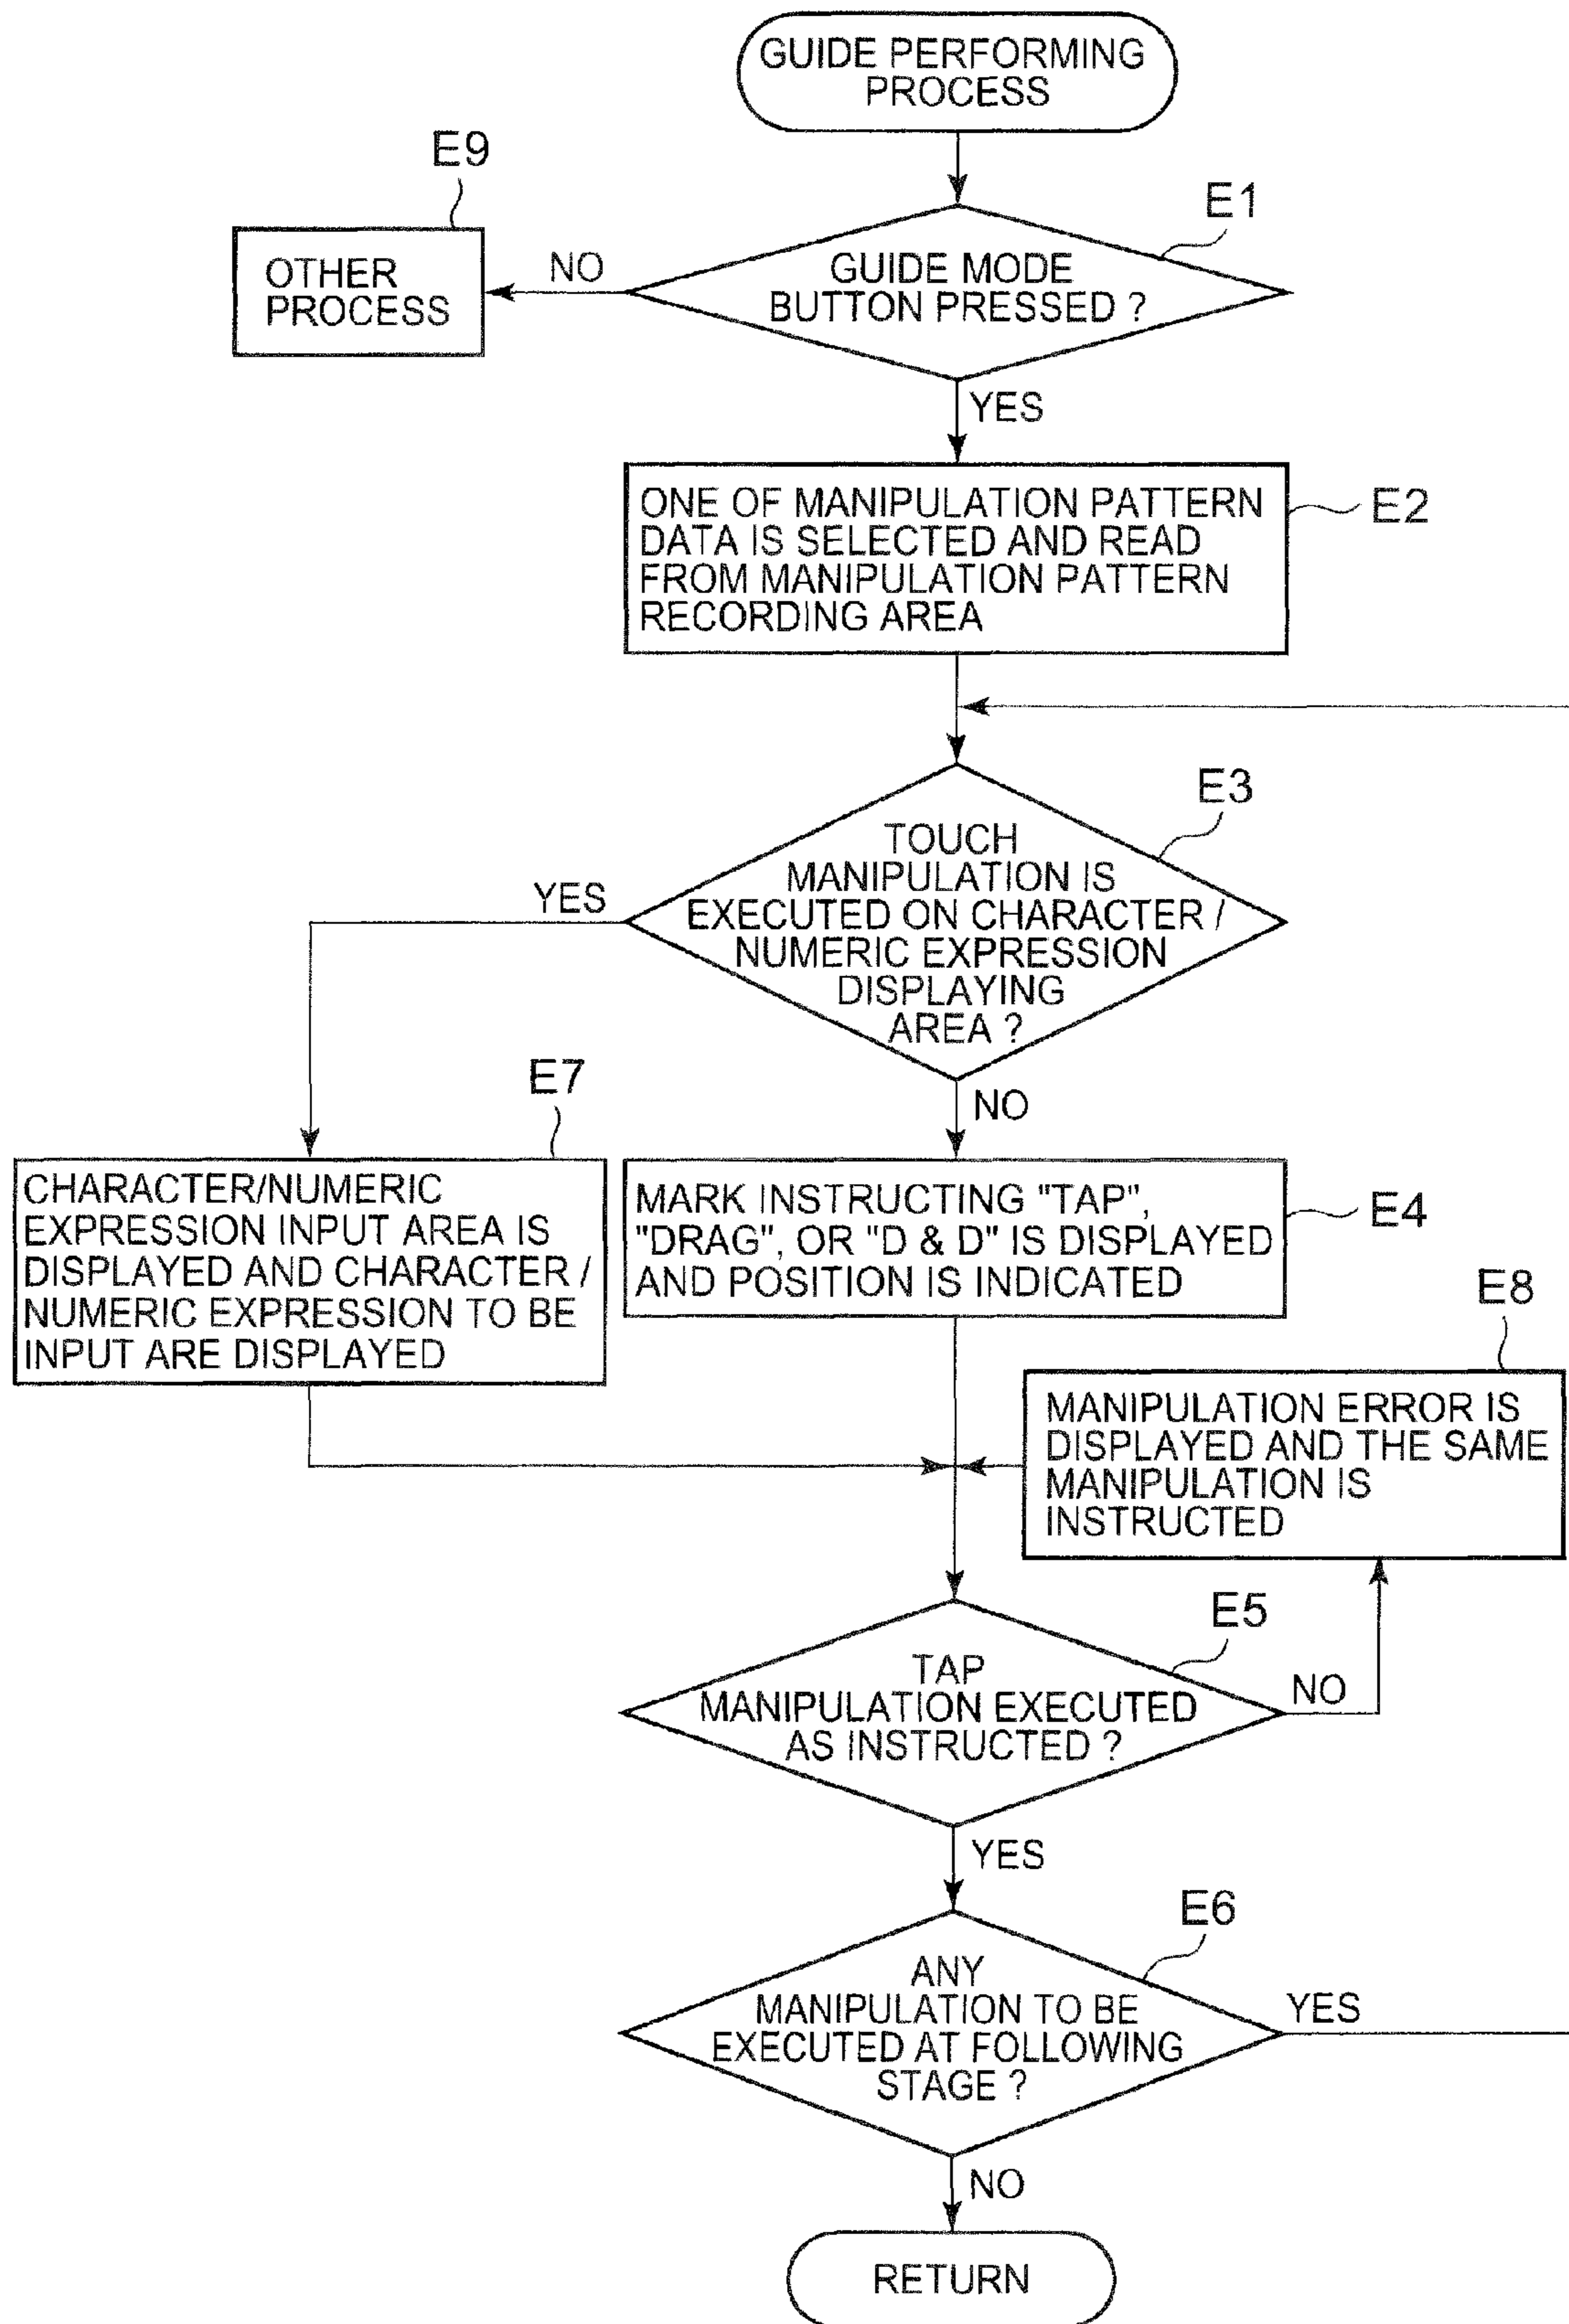 GUIDE PERFORMING
PROCESS
E9
E1
OTHER
PROCESS
NO
GUIDE MODE
BUTTON PRESSED ?
YES
ONE OF MANIPULATION PATTERN
DATA IS SELECTED AND READ
FROM MANIPULATION PATTERN
RECORDING AREA
E2
E3
TOUCH
MANIPULATION IS
EXECUTED ON CHARACTER /
NUMERIC EXPRESSION
DISPLAYING
AREA ?
YES
NO
E7
CHARACTER/NUMERIC
EXPRESSION INPUT AREA IS
DISPLAYED AND CHARACTER /
NUMERIC EXPRESSION TO BE
INPUT ARE DISPLAYED
MARK INSTRUCTING "TAP",
"DRAG", OR "D & D" IS DISPLAYED
AND POSITION IS INDICATED
E4
E8
MANIPULATION ERROR IS
DISPLAYED AND THE SAME
MANIPULATION IS
INSTRUCTED
E5
TAP
MANIPULATION EXECUTED
AS INSTRUCTED ?
NO
YES
E6
ANY
MANIPULATION TO BE
EXECUTED AT FOLLOWING
STAGE ?
YES
NO
RETURN